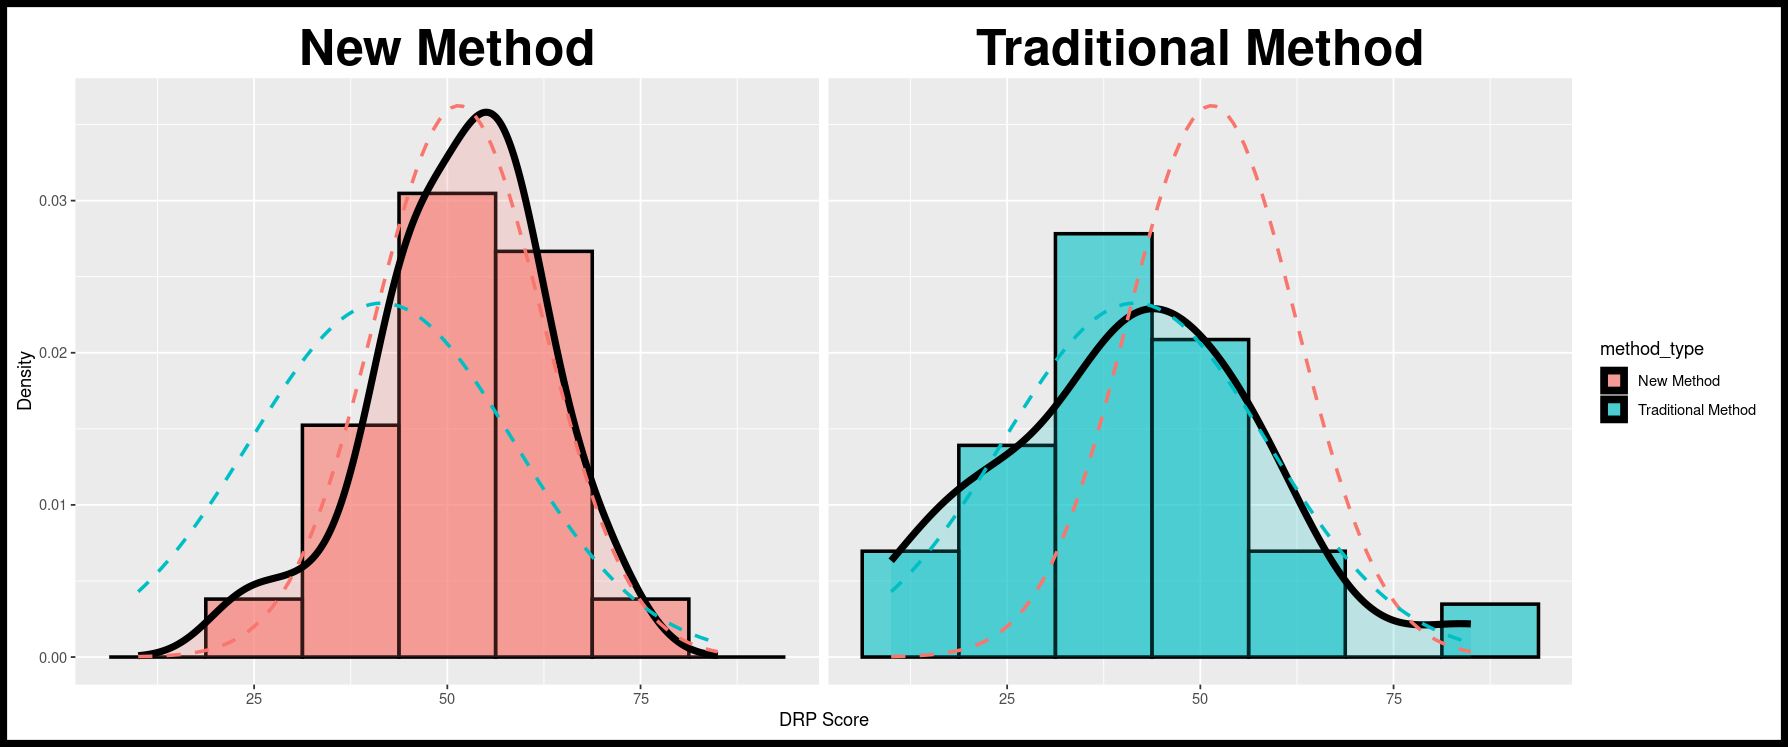 New Method
Traditional Method
Density
0.03
0.02
0.01
0.00
25 50 75
25 50 75
DRP Score
method_type
New Method
Traditional Method